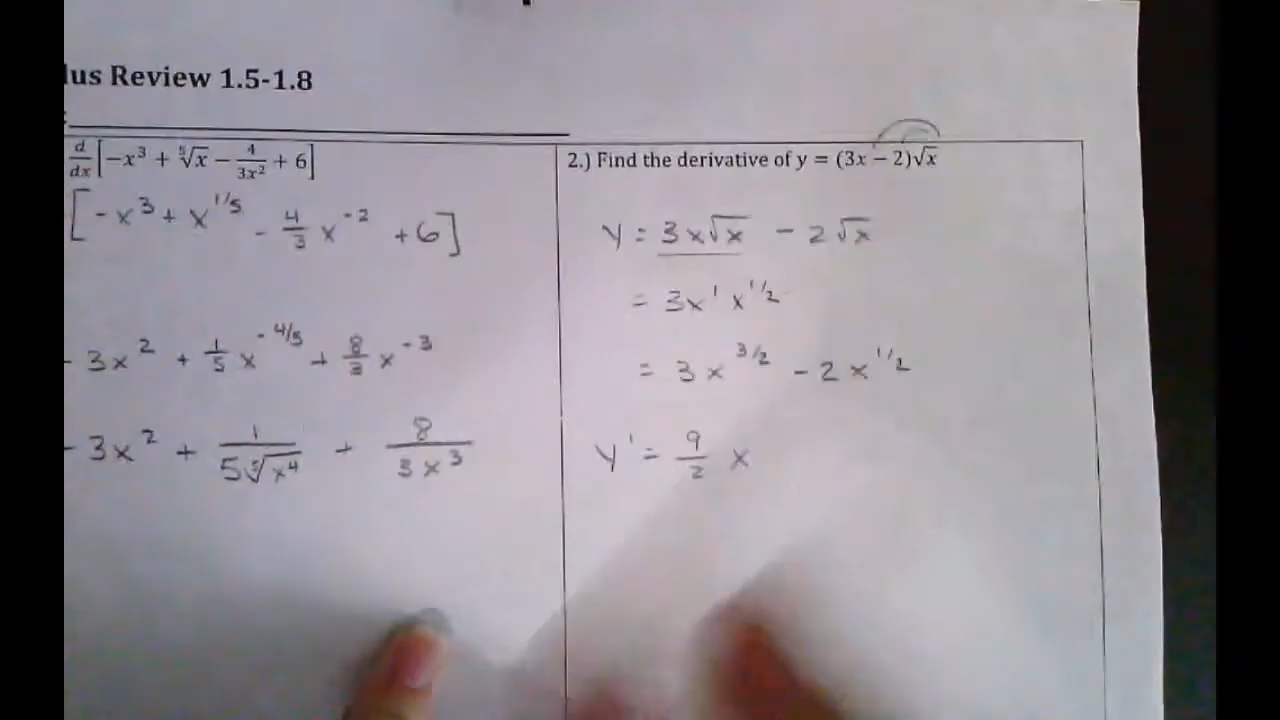 lus Review 1.5-1.8
d/dx[-x³ + ⁵√x - 4/3x² + 6]
[-x³ + x^1/5 - 4/3 x^-2 + 6]
- 3x² + 1/5 x^-4/5 + 8/3 x^-3
- 3x² + 1/5⁵√x⁴ + 8/3x³
2.) Find the derivative of y = (3x - 2)√x
y = 3x√x - 2√x
= 3x¹ x^1/2
= 3x^3/2 - 2x^1/2
y' = 9/2 x